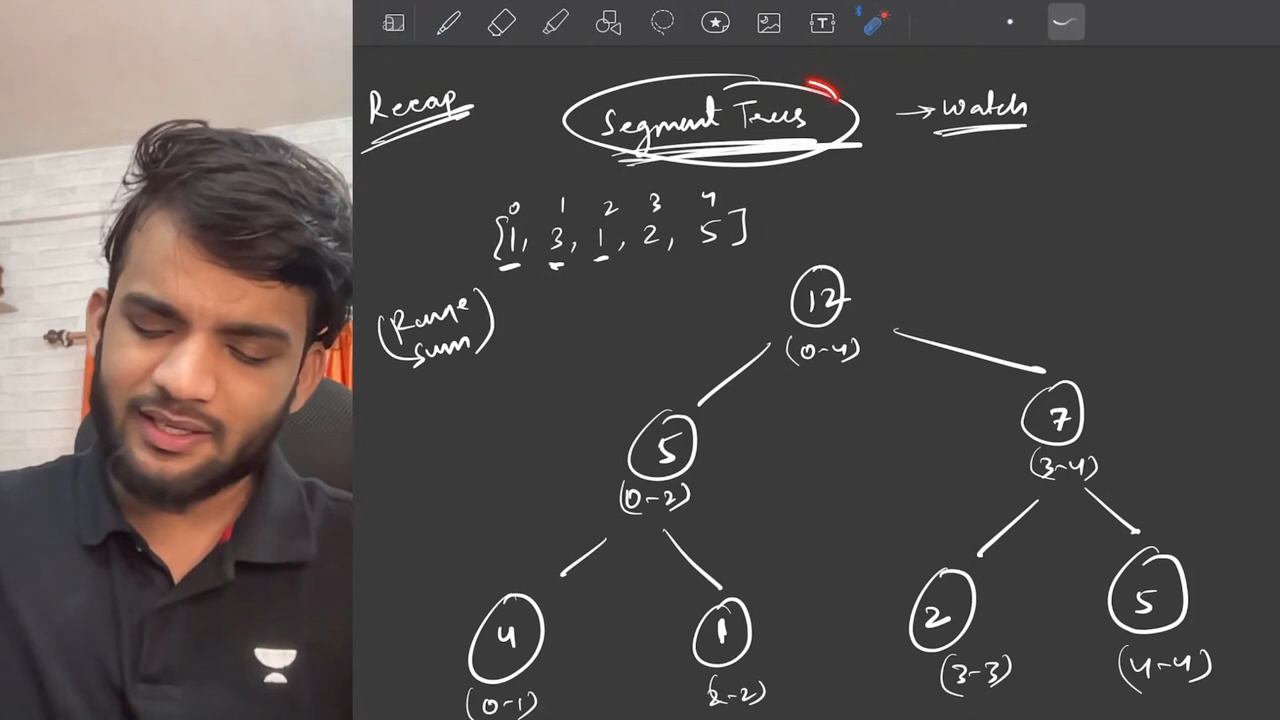 Recap
Segment Trees → Watch
0 1 2 3 4
{1, 3, 1, 2, 5]
(Range sum)
12
(0-4)
5
(0-2)
7
(3-4)
4
(0-1)
1
(2-2)
2
(3-3)
5
(4-4)
T